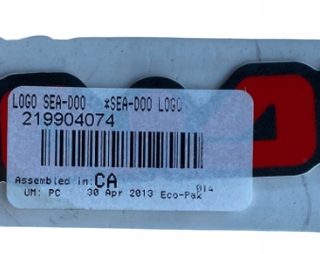 LOGO SEA-DOO *SEA-DOO LOGO
219904074
Assembled in: CA
014
UM: PC 30 Apr 2013 Eco-Pak